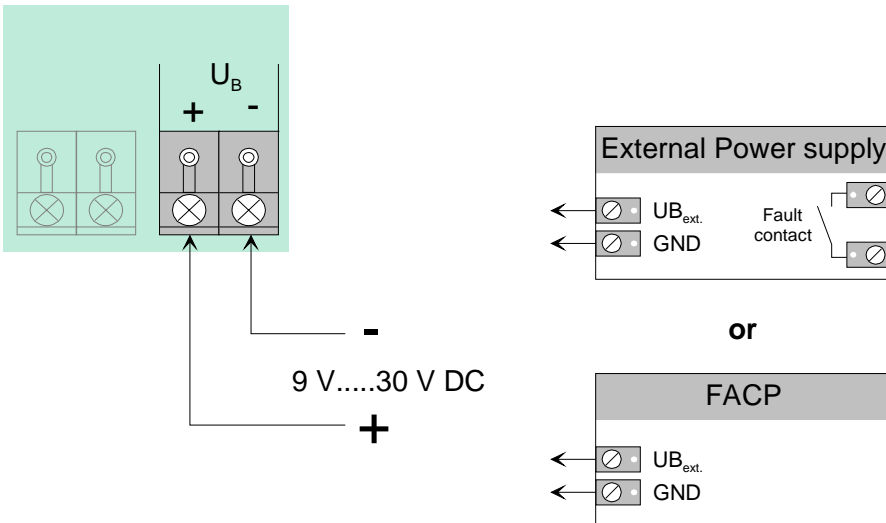 U_B
+ -
External Power supply
UB_ext.
Fault
contact
GND
-
or
9 V.....30 V DC
FACP
+
UB_ext.
GND